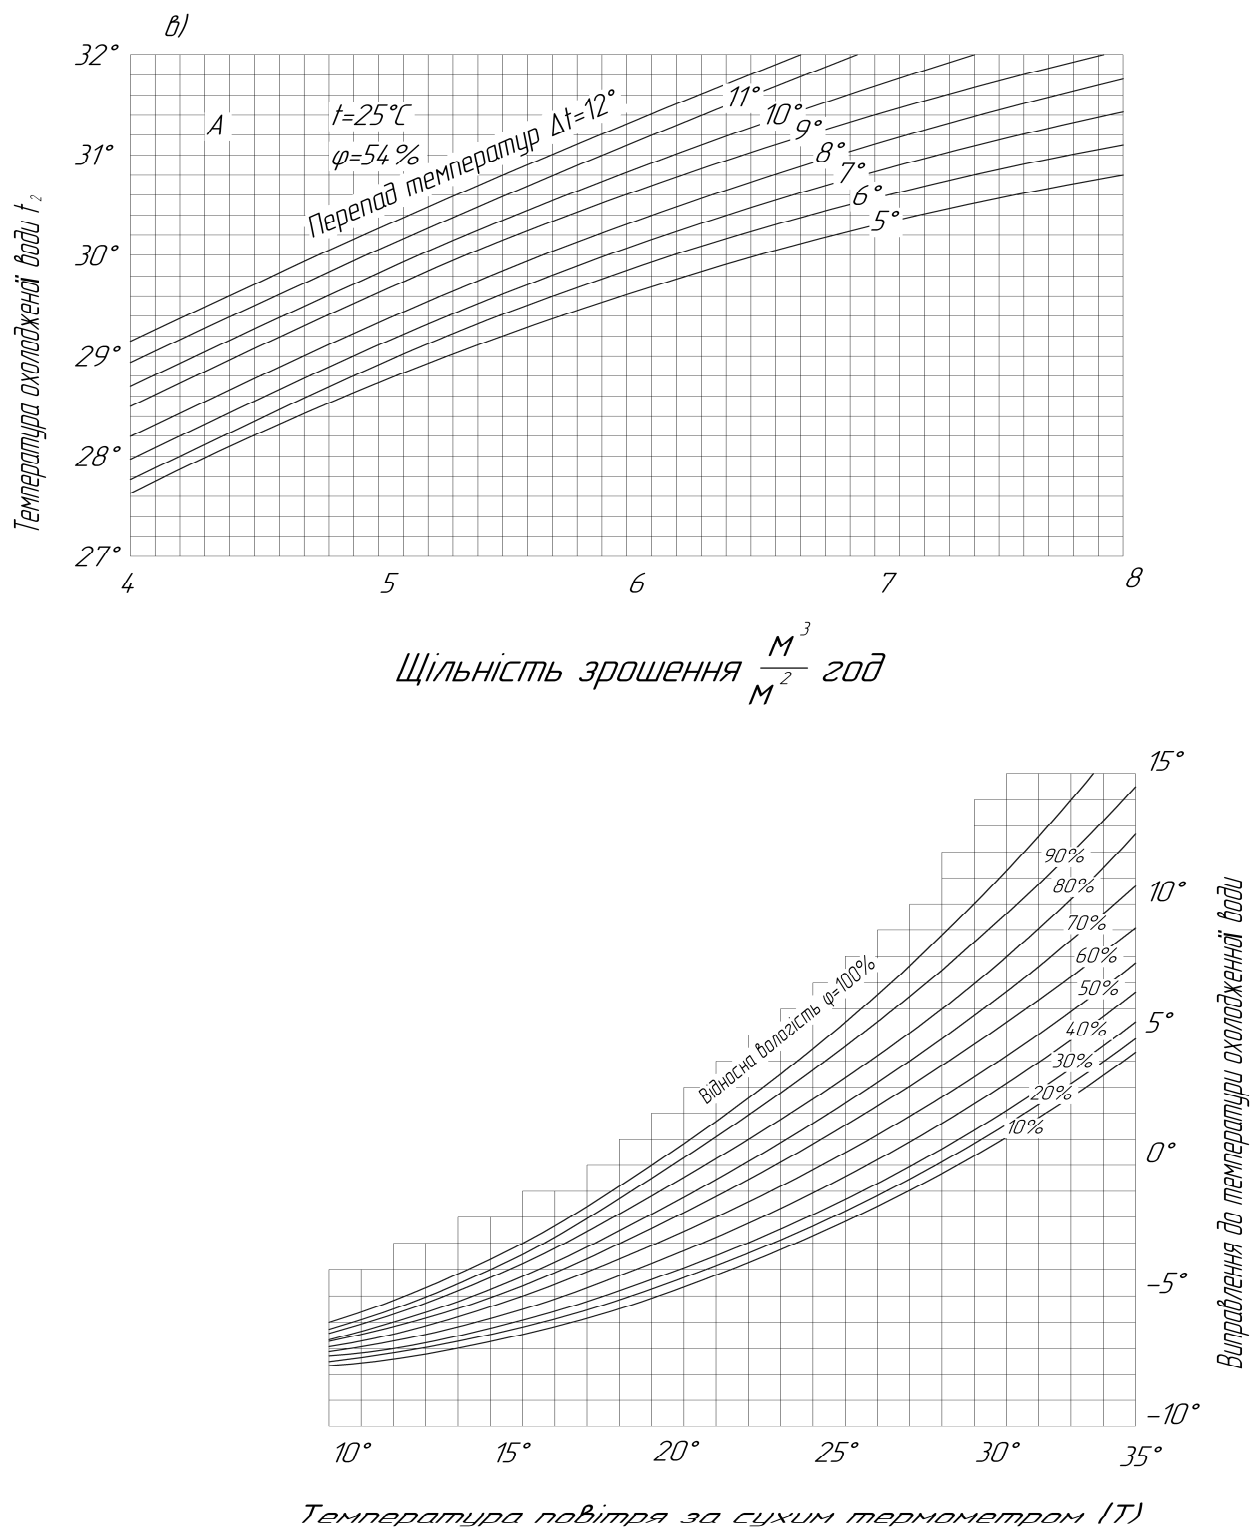 в)
32°
31°
30°
29°
28°
27°
Температура охолодженої води t₂
A
t=25°C
φ=54%
Перепад температур Δt=12°
11°
10°
9°
8°
7°
6°
5°
4 5 6 7 8
Щільність зрошення м³/м² год
15°
10°
5°
0°
-5°
-10°
Виправлення до температури охолодженної води
Відносна вологість φ=100%
90%
80%
70%
60%
50%
40%
30%
20%
10%
10° 15° 20° 25° 30° 35°
Температура повітря за сухим термометром (Т)